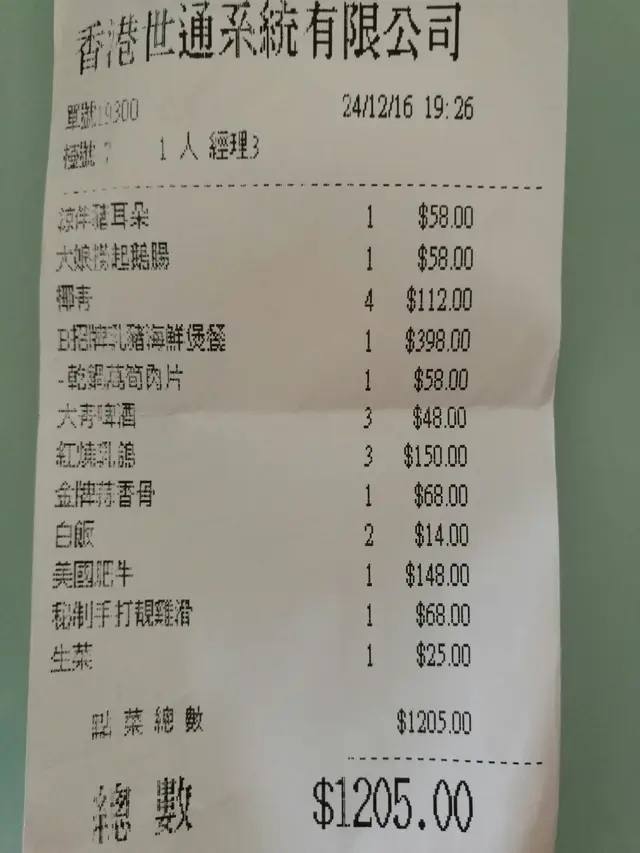 香港世通系統有限公司
單號19300 24/12/16 19:26
檯號 7 1 人 經理3
涼伴豬耳朵 1 $58.00
大娘撈起鵝腸 1 $58.00
椰青 4 $112.00
B招牌乳豬海鮮煲餐 1 $398.00
-乾鍋萵筍肉片 1 $58.00
大青啤酒 3 $48.00
紅燒乳鴿 3 $150.00
金牌蒜香骨 1 $68.00
白飯 2 $14.00
美國肥牛 1 $148.00
秘制手打靚雞滑 1 $68.00
生菜 1 $25.00
點菜總數 $1205.00
總數 $1205.00